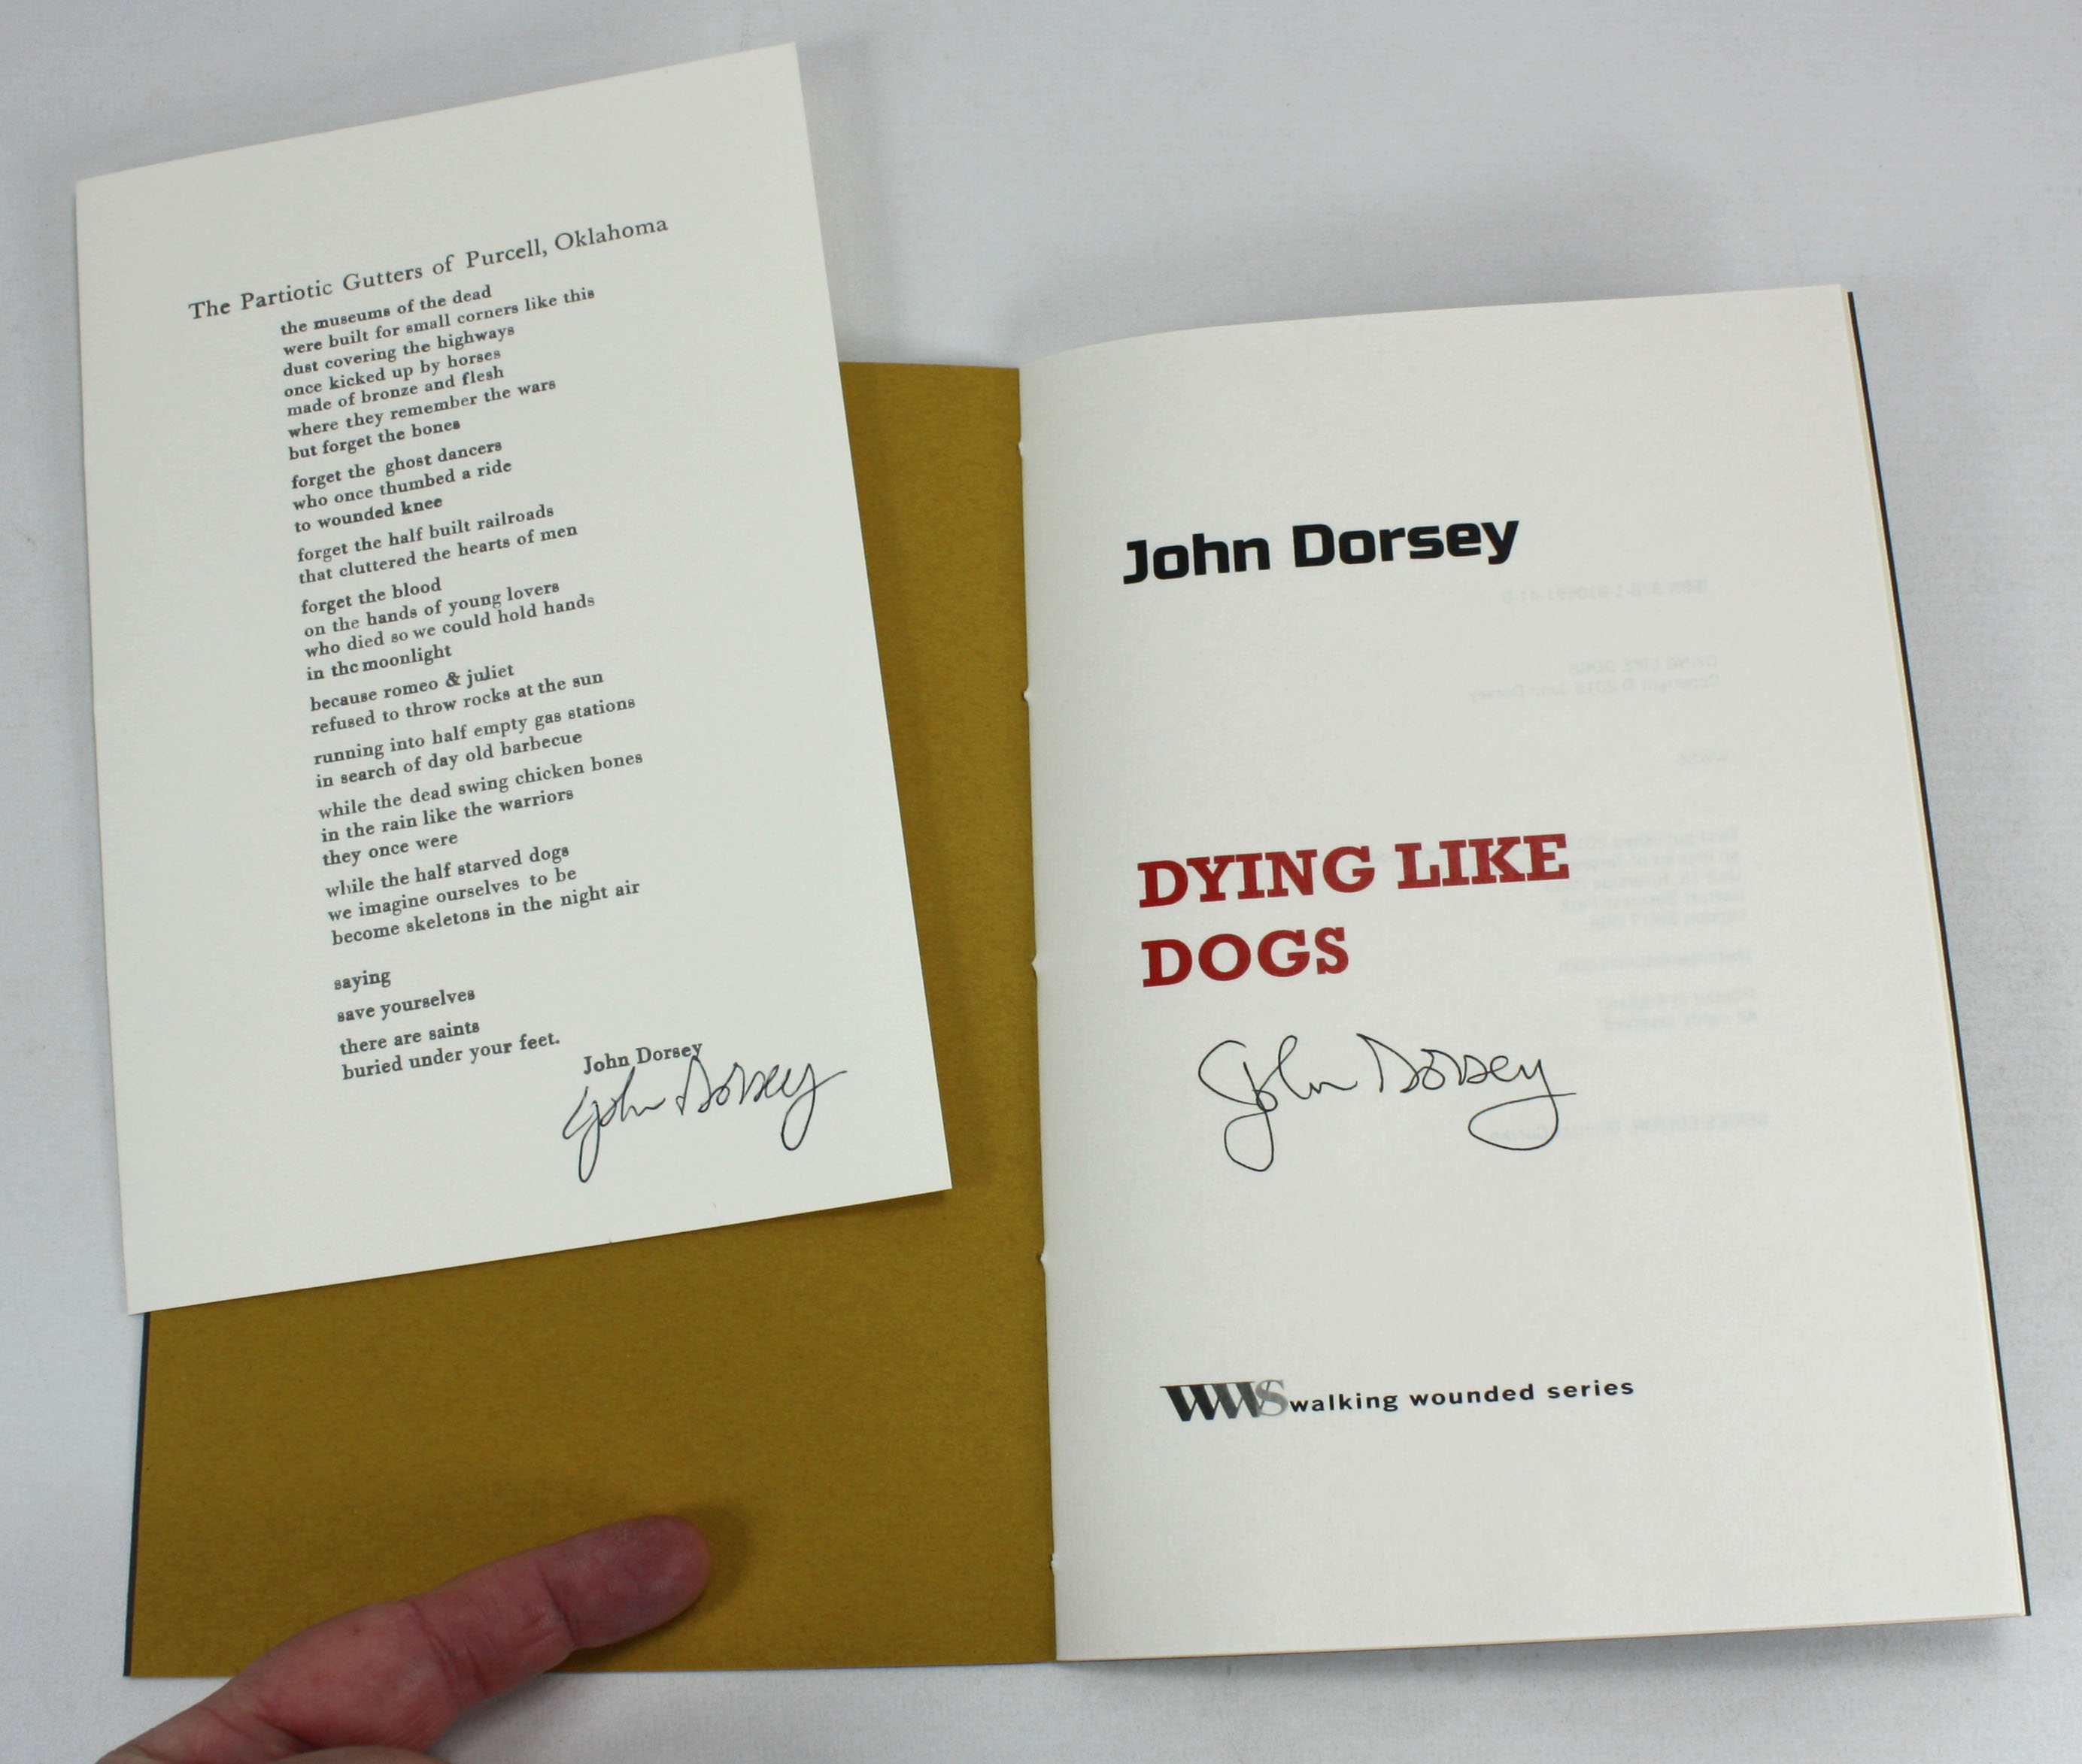 The Partiotic Gutters of Purcell, Oklahoma
the museums of the dead
were built for small corners like this
dust covering the highways
once kicked up by horses
made of bronze and flesh
where they remember the wars
but forget the bones
forget the ghost dancers
who once thumbed a ride
to wounded knee
forget the half built railroads
that cluttered the hearts of men
forget the blood
on the hands of young lovers
who died so we could hold hands
in the moonlight
because romeo & juliet
refused to throw rocks at the sun
running into half empty gas stations
in search of day old barbecue
while the dead swing chicken bones
in the rain like the warriors
they once were
while the half starved dogs
we imagine ourselves to be
become skeletons in the night air
saying
save yourselves
there are saints
buried under your feet.
John Dorsey
John Dorsey
John Dorsey
DYING LIKE
DOGS
John Dorsey
WWS walking wounded series